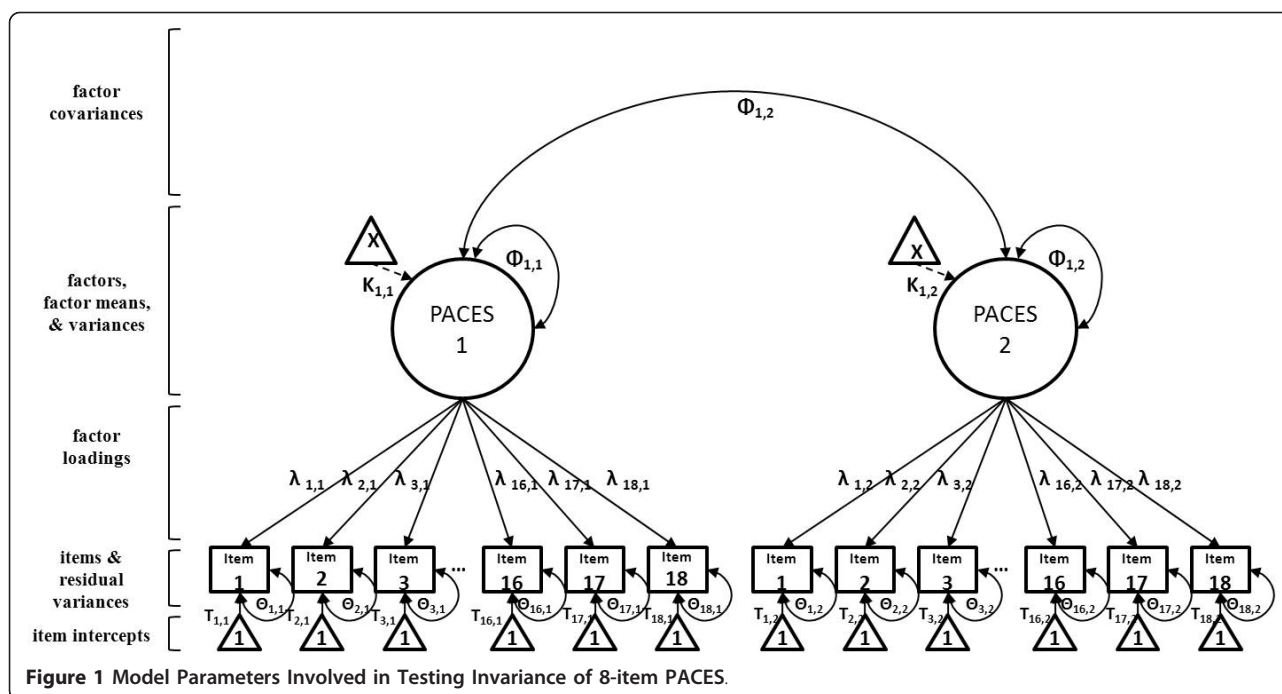 factor
covariances
Φ1,2
factors,
factor means,
& variances
X
K1,1
Φ1,1
PACES
1
X
K1,2
Φ1,2
PACES
2
factor
loadings
λ 1,1 λ 2,1 λ 3,1 λ 16,1 λ 17,1 λ 18,1
λ 1,2 λ 2,2 λ 3,2 λ 16,2 λ 17,2 λ 18,2
items &
residual
variances
Item Item Item ... Item Item Item
1 2 3 16 17 18
Item Item Item ... Item Item Item
1 2 3 16 17 18
Θ1,1 Θ2,1 Θ3,1 Θ16,1 Θ17,1 Θ18,1
Θ1,2 Θ2,2 Θ3,2 Θ16,2 Θ17,2 Θ18,2
T1,1 T2,1 T3,1 T16,1 T17,1 T18,1
T1,2 T2,2 T3,2 T16,2 T17,2 T18,2
item intercepts
1 1 1 1 1 1
1 1 1 1 1 1
Figure 1 Model Parameters Involved in Testing Invariance of 8-item PACES.